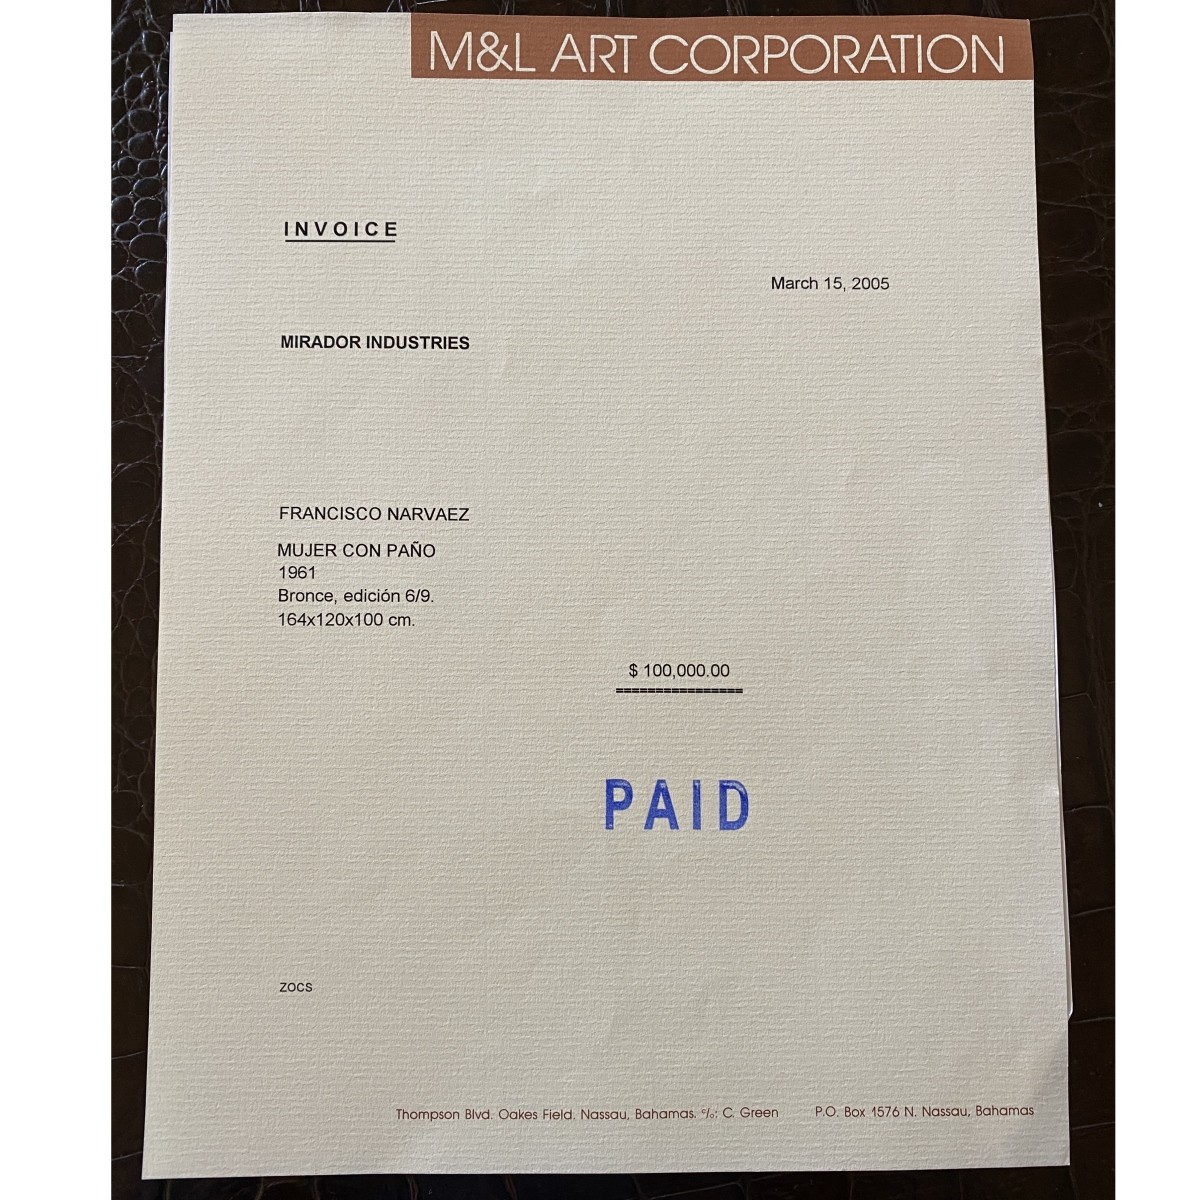 M&L ART CORPORATION
INVOICE
March 15, 2005
MIRADOR INDUSTRIES
FRANCISCO NARVAEZ
MUJER CON PAÑO
1961
Bronce, edición 6/9.
164x120x100 cm.
$ 100,000.00
================
PAID
zocs
Thompson Blvd. Oakes Field. Nassau, Bahamas. c/o: C. Green P.O. Box 1576 N. Nassau, Bahamas